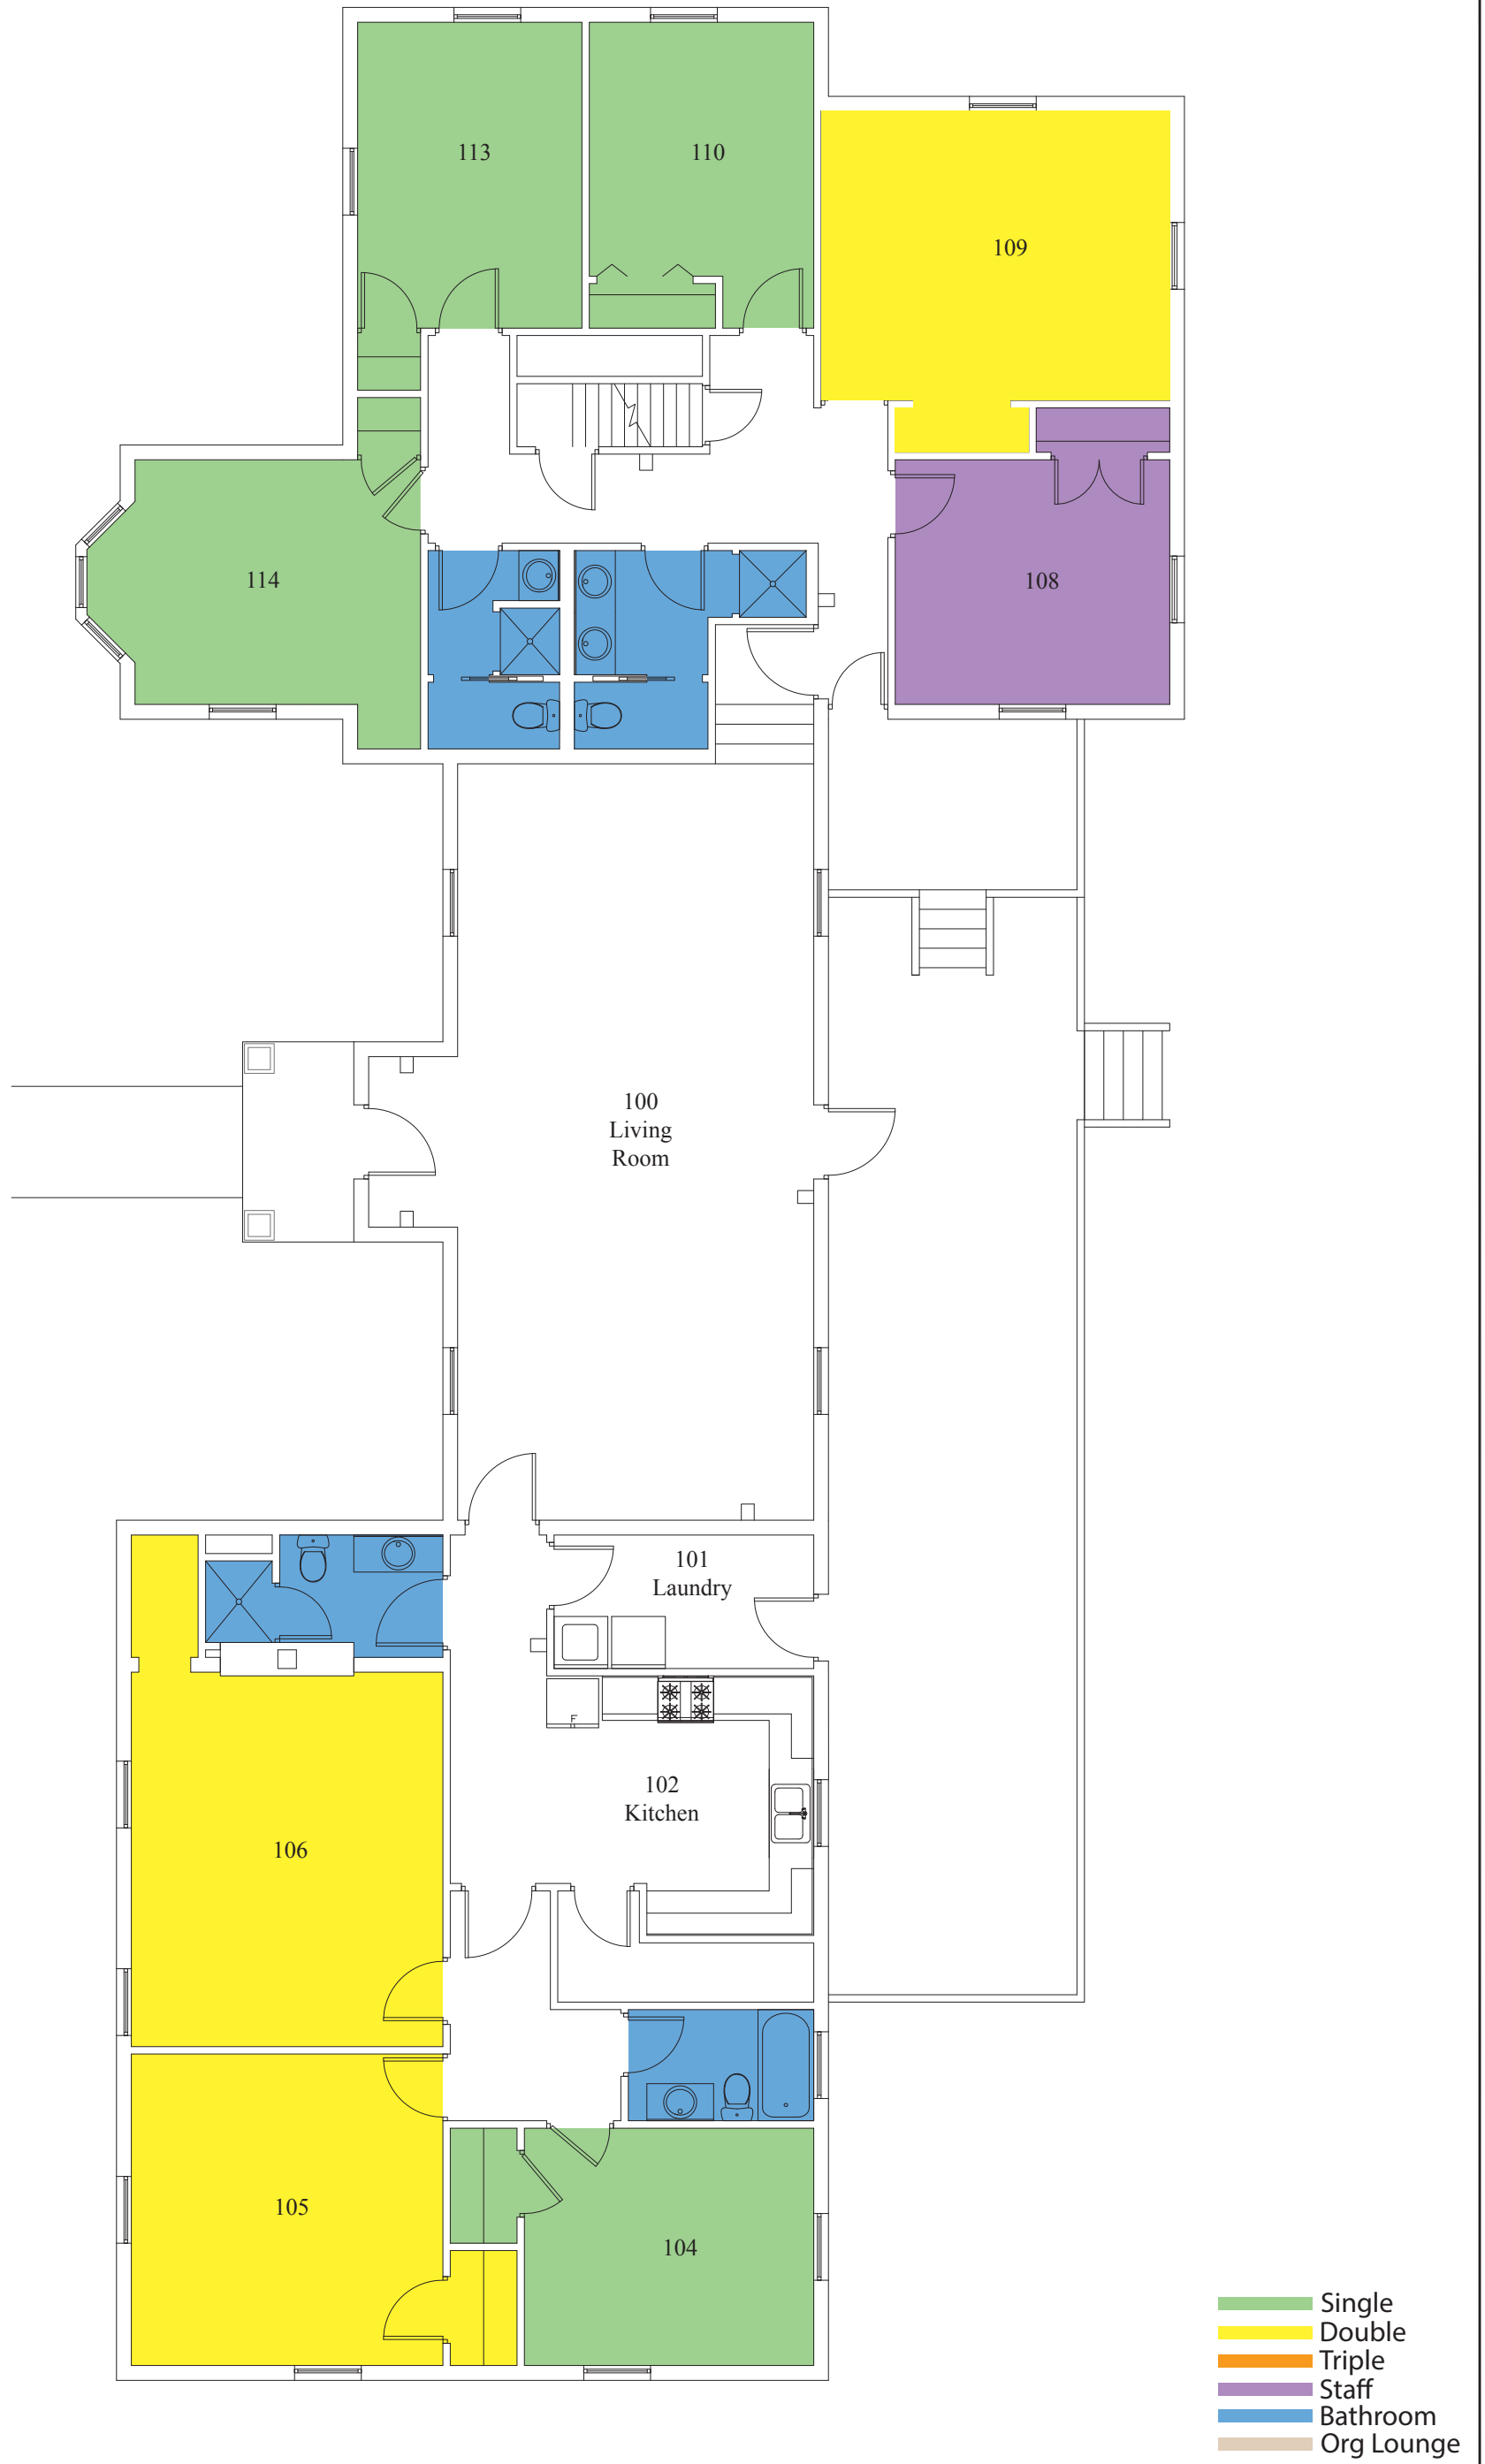 113
110
109
114
108
100
Living
Room
101
Laundry
F
102
Kitchen
106
105
104
Single
Double
Triple
Staff
Bathroom
Org Lounge